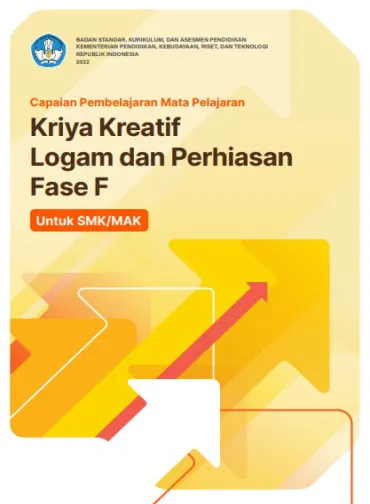 BADAN STANDAR, KURIKULUM, DAN ASESMEN PENDIDIKAN
KEMENTERIAN PENDIDIKAN, KEBUDAYAAN, RISET, DAN TEKNOLOGI
REPUBLIK INDONESIA
2022
Capaian Pembelajaran Mata Pelajaran
Kriya Kreatif
Logam dan Perhiasan
Fase F
Untuk SMK/MAK